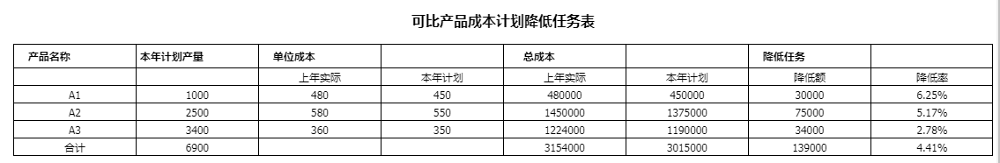 可比产品成本计划降低任务表
产品名称 本年计划产量 单位成本 总成本 降低任务
上年实际 本年计划 上年实际 本年计划 降低额 降低率
A1 1000 480 450 480000 450000 30000 6.25%
A2 2500 580 550 1450000 1375000 75000 5.17%
A3 3400 360 350 1224000 1190000 34000 2.78%
合计 6900 3154000 3015000 139000 4.41%